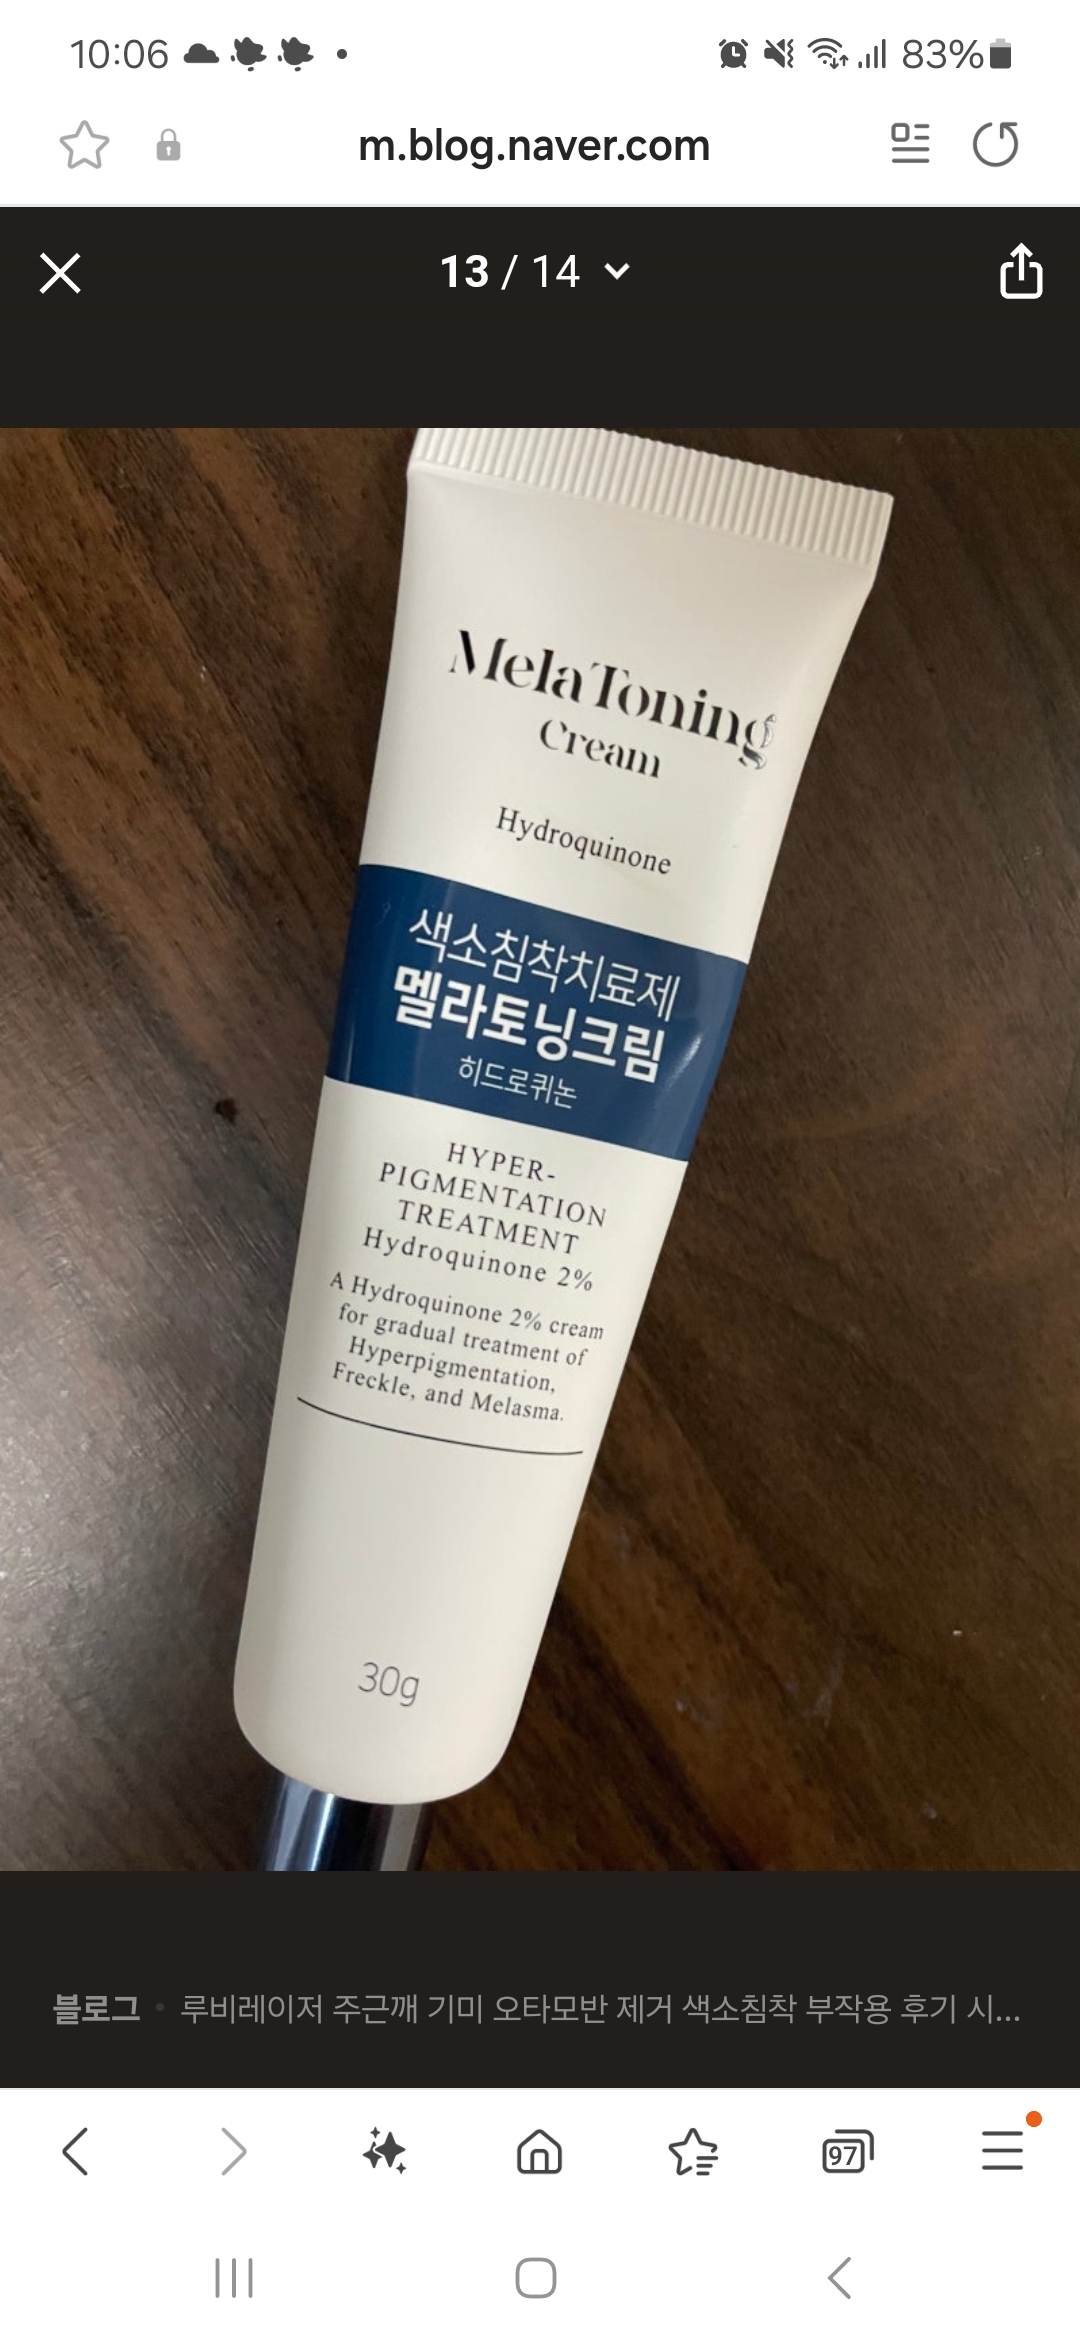 10:06
83%
m.blog.naver.com
13 / 14
Mela Toning
Cream
Hydroquinone
색소침착치료제
멜라토닝크림
히드로퀴논
HYPER-
PIGMENTATION
TREATMENT
Hydroquinone 2%
A Hydroquinone 2% cream
for gradual treatment of
Hyperpigmentation,
Freckle, and Melasma.
30g
블로그 • 루비레이저 주근깨 기미 오타모반 제거 색소침착 부작용 후기 시...
97